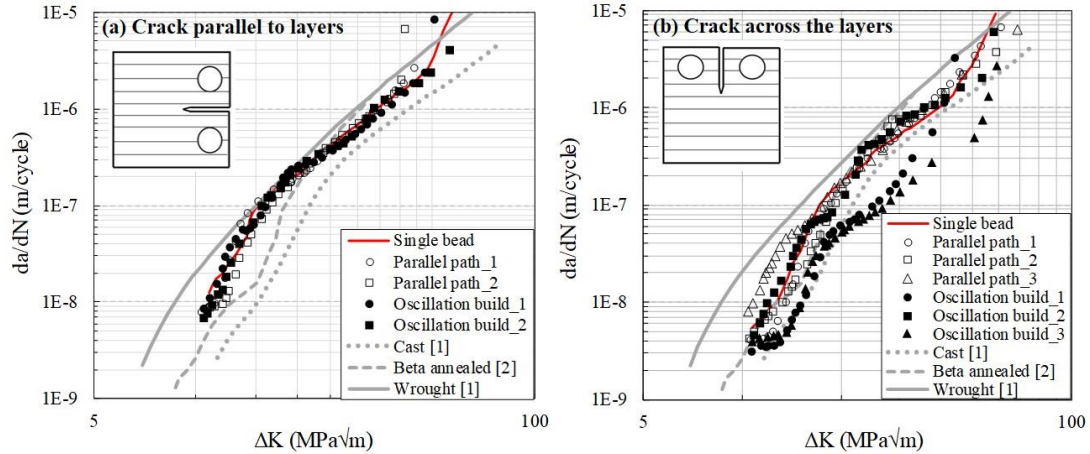 (a) Crack parallel to layers
1E-5
1E-6
1E-7
1E-8
1E-9
da/dN (m/cycle)
5
100
ΔK (MPa√m)
Single bead
Parallel path_1
Parallel path_2
Oscillation build_1
Oscillation build_2
Cast [1]
Beta annealed [2]
Wrought [1]
(b) Crack across the layers
1E-5
1E-6
1E-7
1E-8
1E-9
da/dN (m/cycle)
5
100
ΔK (MPa√m)
Single bead
Parallel path_1
Parallel path_2
Parallel path_3
Oscillation build_1
Oscillation build_2
Oscillation build_3
Cast [1]
Beta annealed [2]
Wrought [1]